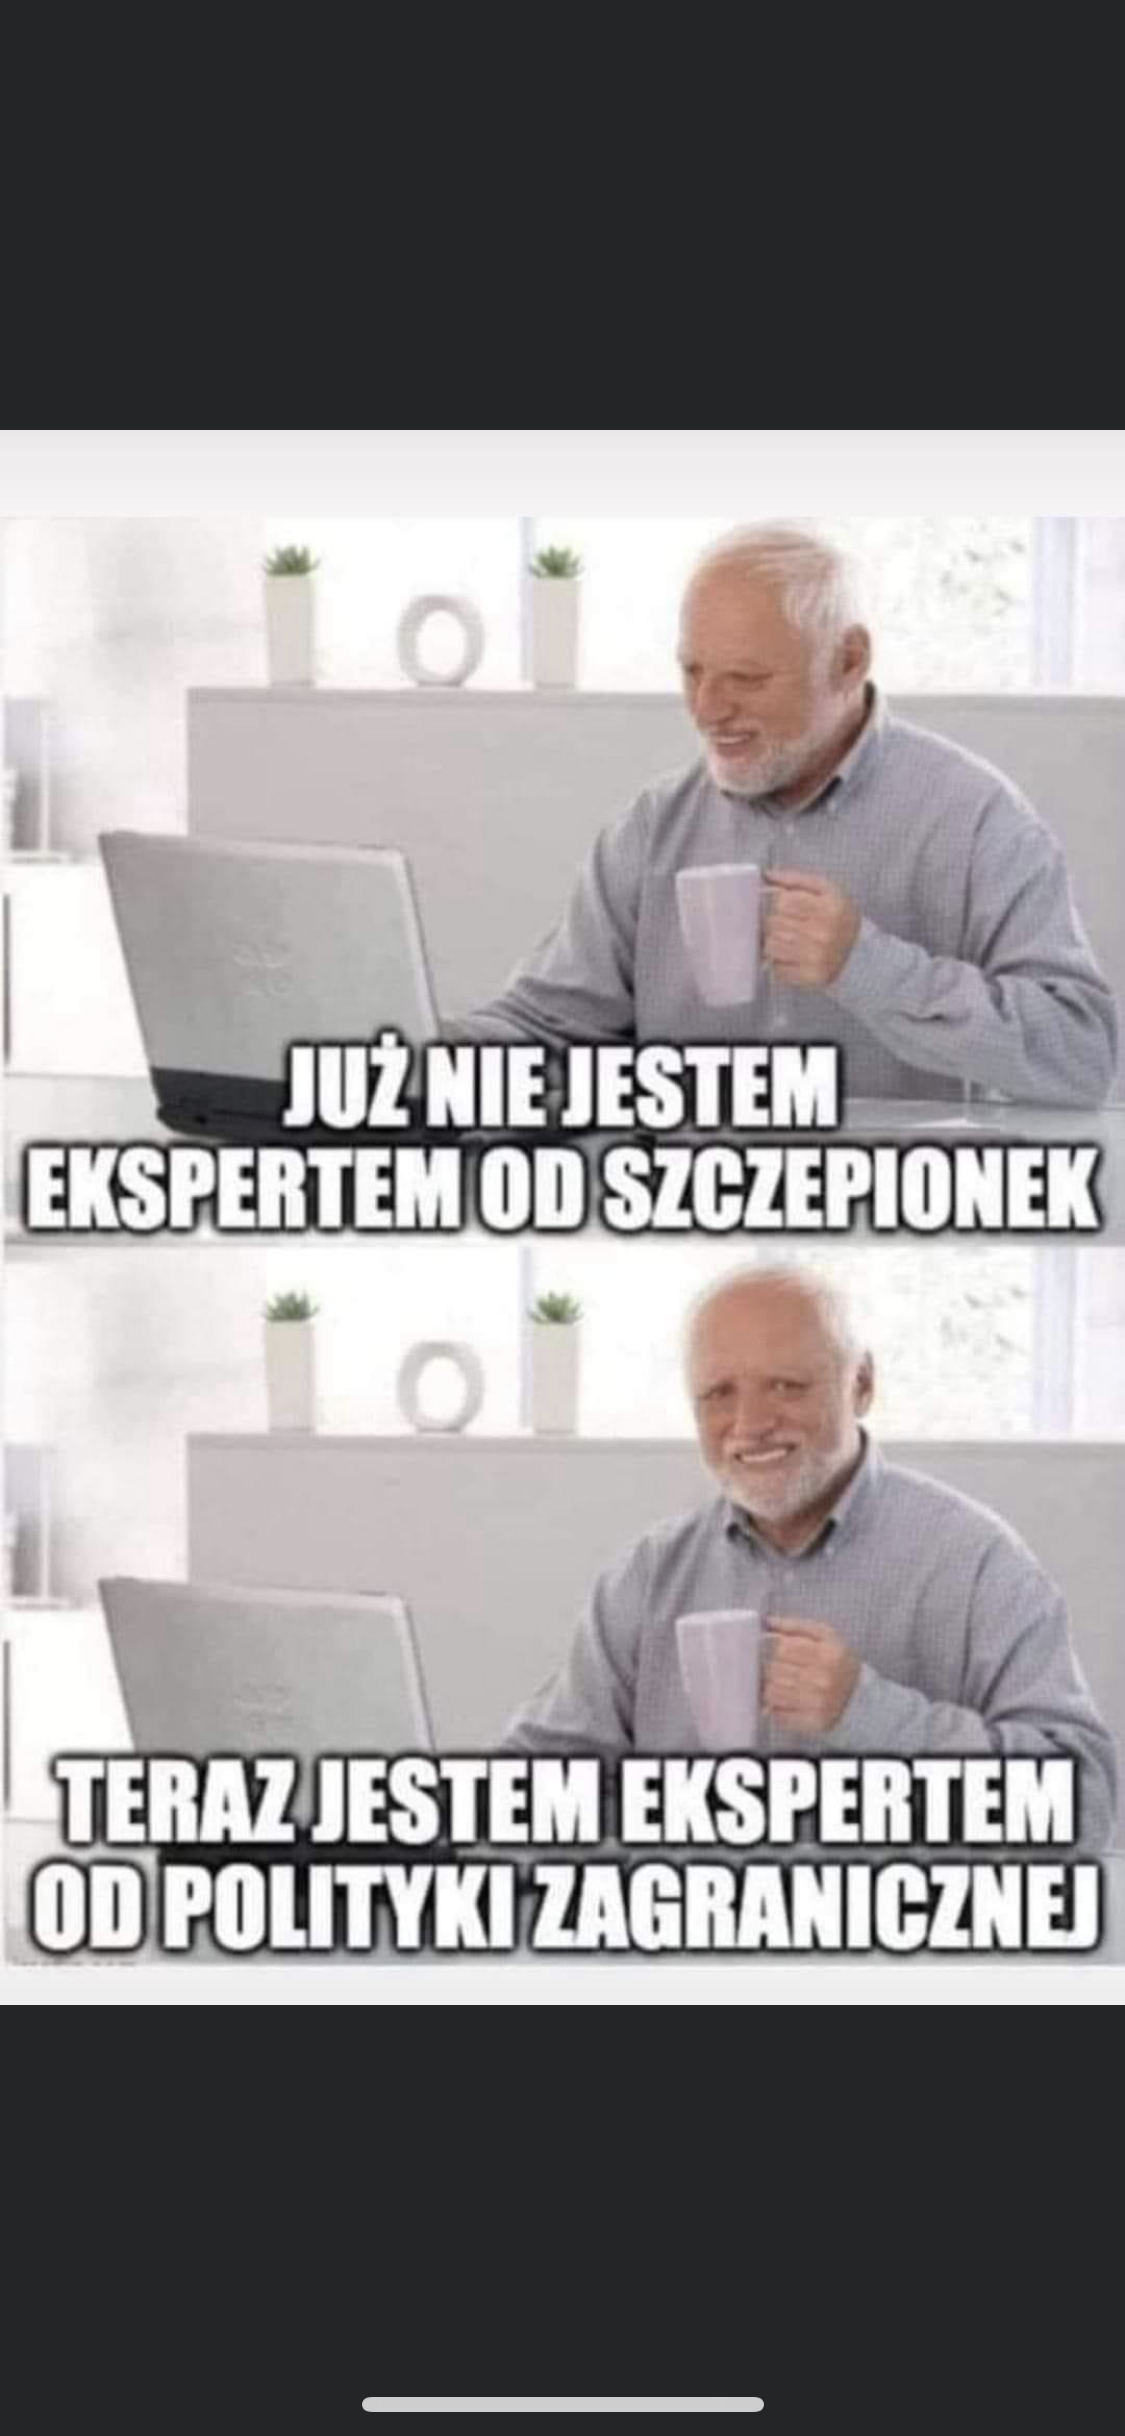 JUŻ NIE JESTEM
EKSPERTEM OD SZCZEPIONEK
TERAZ JESTEM EKSPERTEM
OD POLITYKI ZAGRANICZNEJ